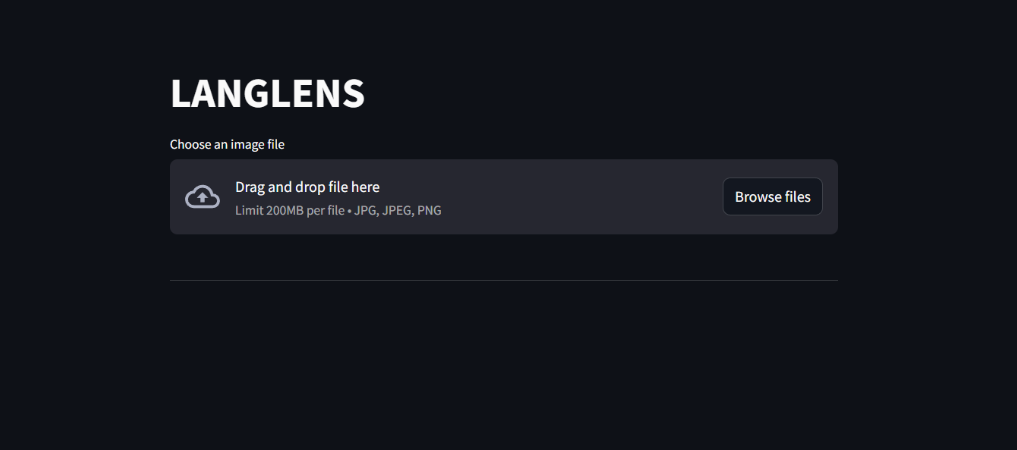 LANGLENS
Choose an image file
Drag and drop file here
Limit 200MB per file • JPG, JPEG, PNG
Browse files